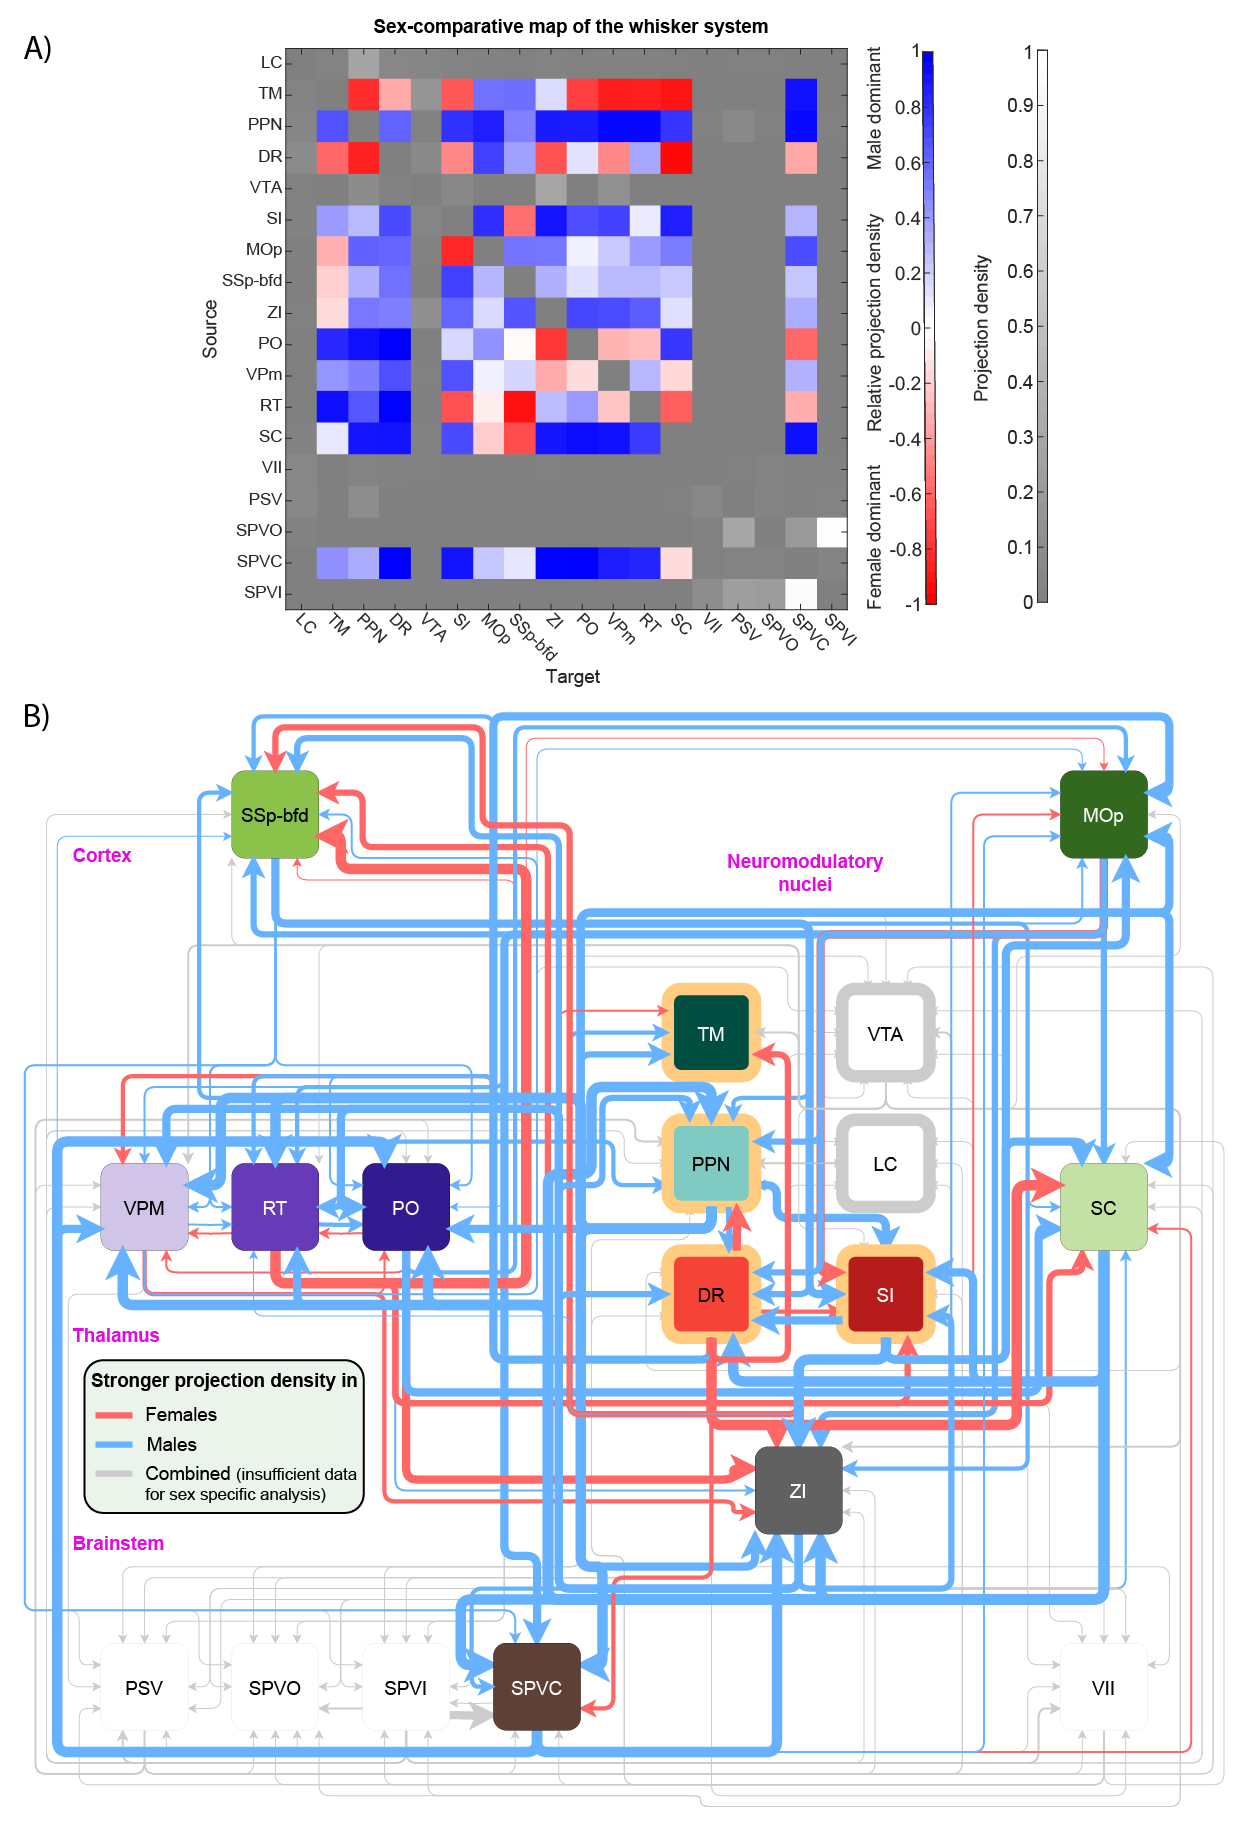 A)
Sex-comparative map of the whisker system
LC
TM
PPN
DR
VTA
SI
MOp
SSp-bfd
ZI
PO
VPm
RT
SC
VII
PSV
SPVO
SPVC
SPVI
Source
LC
TM
PPN
DR
VTA
SI
MOp
SSp-bfd
ZI
PO
VPm
RT
SC
VII
PSV
SPVO
SPVC
SPVI
Target
Male dominant
Relative projection density
Female dominant
1
0.8
0.6
0.4
0.2
0
-0.2
-0.4
-0.6
-0.8
-1
Projection density
1
0.9
0.8
0.7
0.6
0.5
0.4
0.3
0.2
0.1
0
B)
SSp-bfd
MOp
Cortex
Neuromodulatory
nuclei
TM
VTA
PPN
LC
VPM
RT
PO
SC
DR
SI
Thalamus
Stronger projection density in
Females
Males
Combined (insufficient data
for sex specific analysis)
ZI
Brainstem
PSV
SPVO
SPVI
SPVC
VII